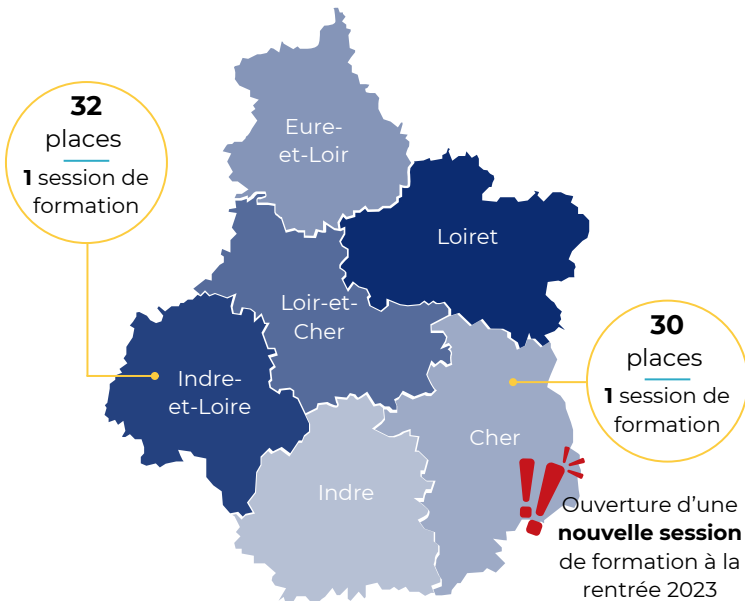 32
places
1 session de
formation
Eure-
et-Loir
Loiret
Loir-et-
Cher
Indre-
et-Loire
30
places
1 session de
formation
Cher
Indre
Ouverture d’une
nouvelle session
de formation à la
rentrée 2023